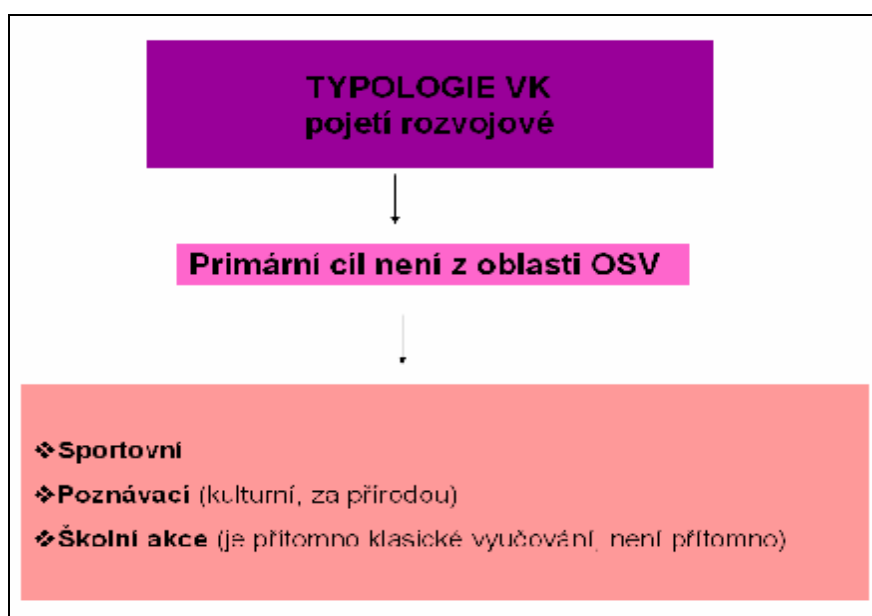 TYPOLOGIE VK
pojetí rozvojové
Primární cíl není z oblasti OSV
❖Sportovní
❖Poznávací (kulturní, za přírodou)
❖Školní akce (je přítomno klasické vyučování, není přítomno)